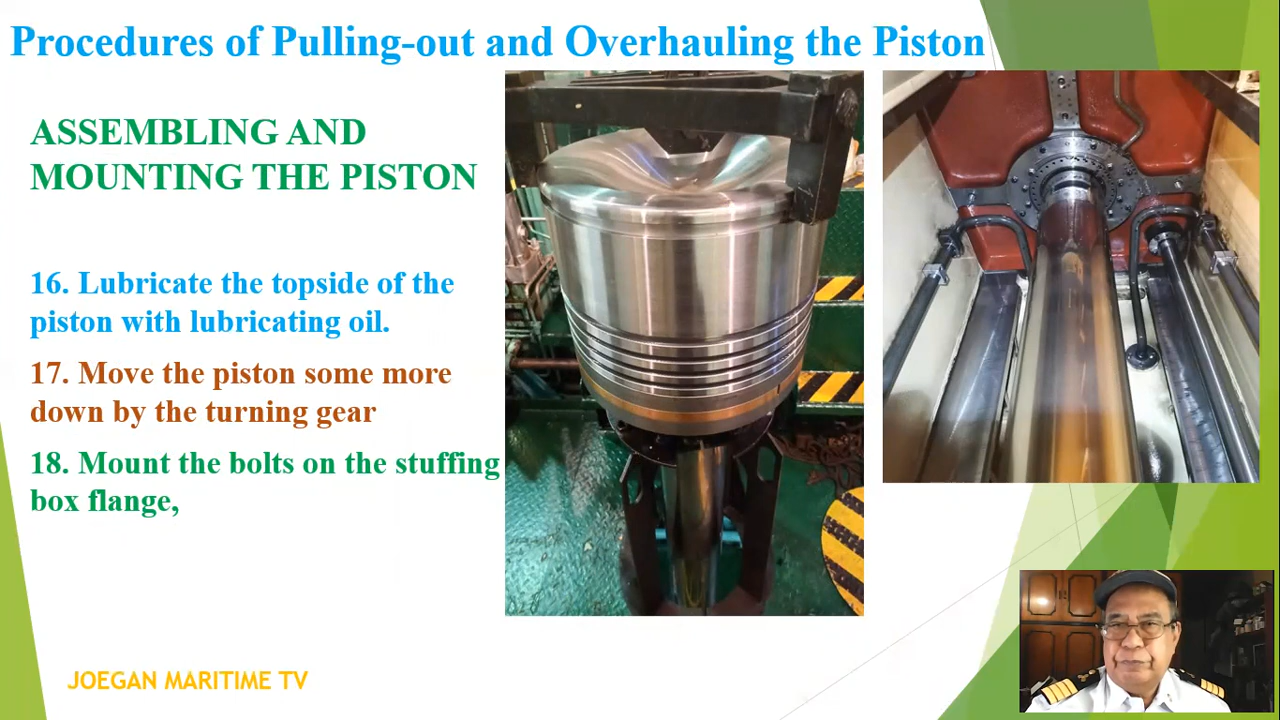 Procedures of Pulling-out and Overhauling the Piston
ASSEMBLING AND
MOUNTING THE PISTON
16. Lubricate the topside of the
piston with lubricating oil.
17. Move the piston some more
down by the turning gear
18. Mount the bolts on the stuffing
box flange,
JOEGAN MARITIME TV